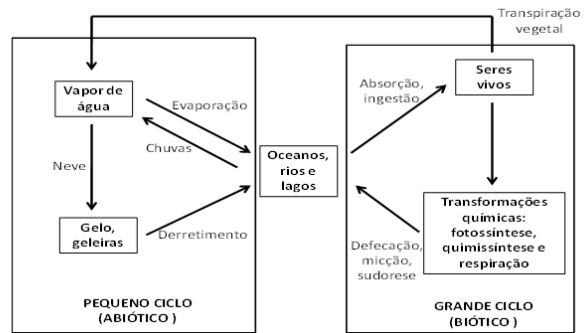 Transpiração
vegetal
Vapor de
água
Evaporação
Chuvas
Neve
Gelo,
geleiras
Derretimento
PEQUENO CICLO
(ABIÓTICO )
Oceanos,
rios e
lagos
Absorção,
ingestão
Seres
vivos
Transformações
químicas:
fotossíntese,
quimissíntese e
respiração
Defecação,
micção,
sudorese
GRANDE CICLO
(BIÓTICO )